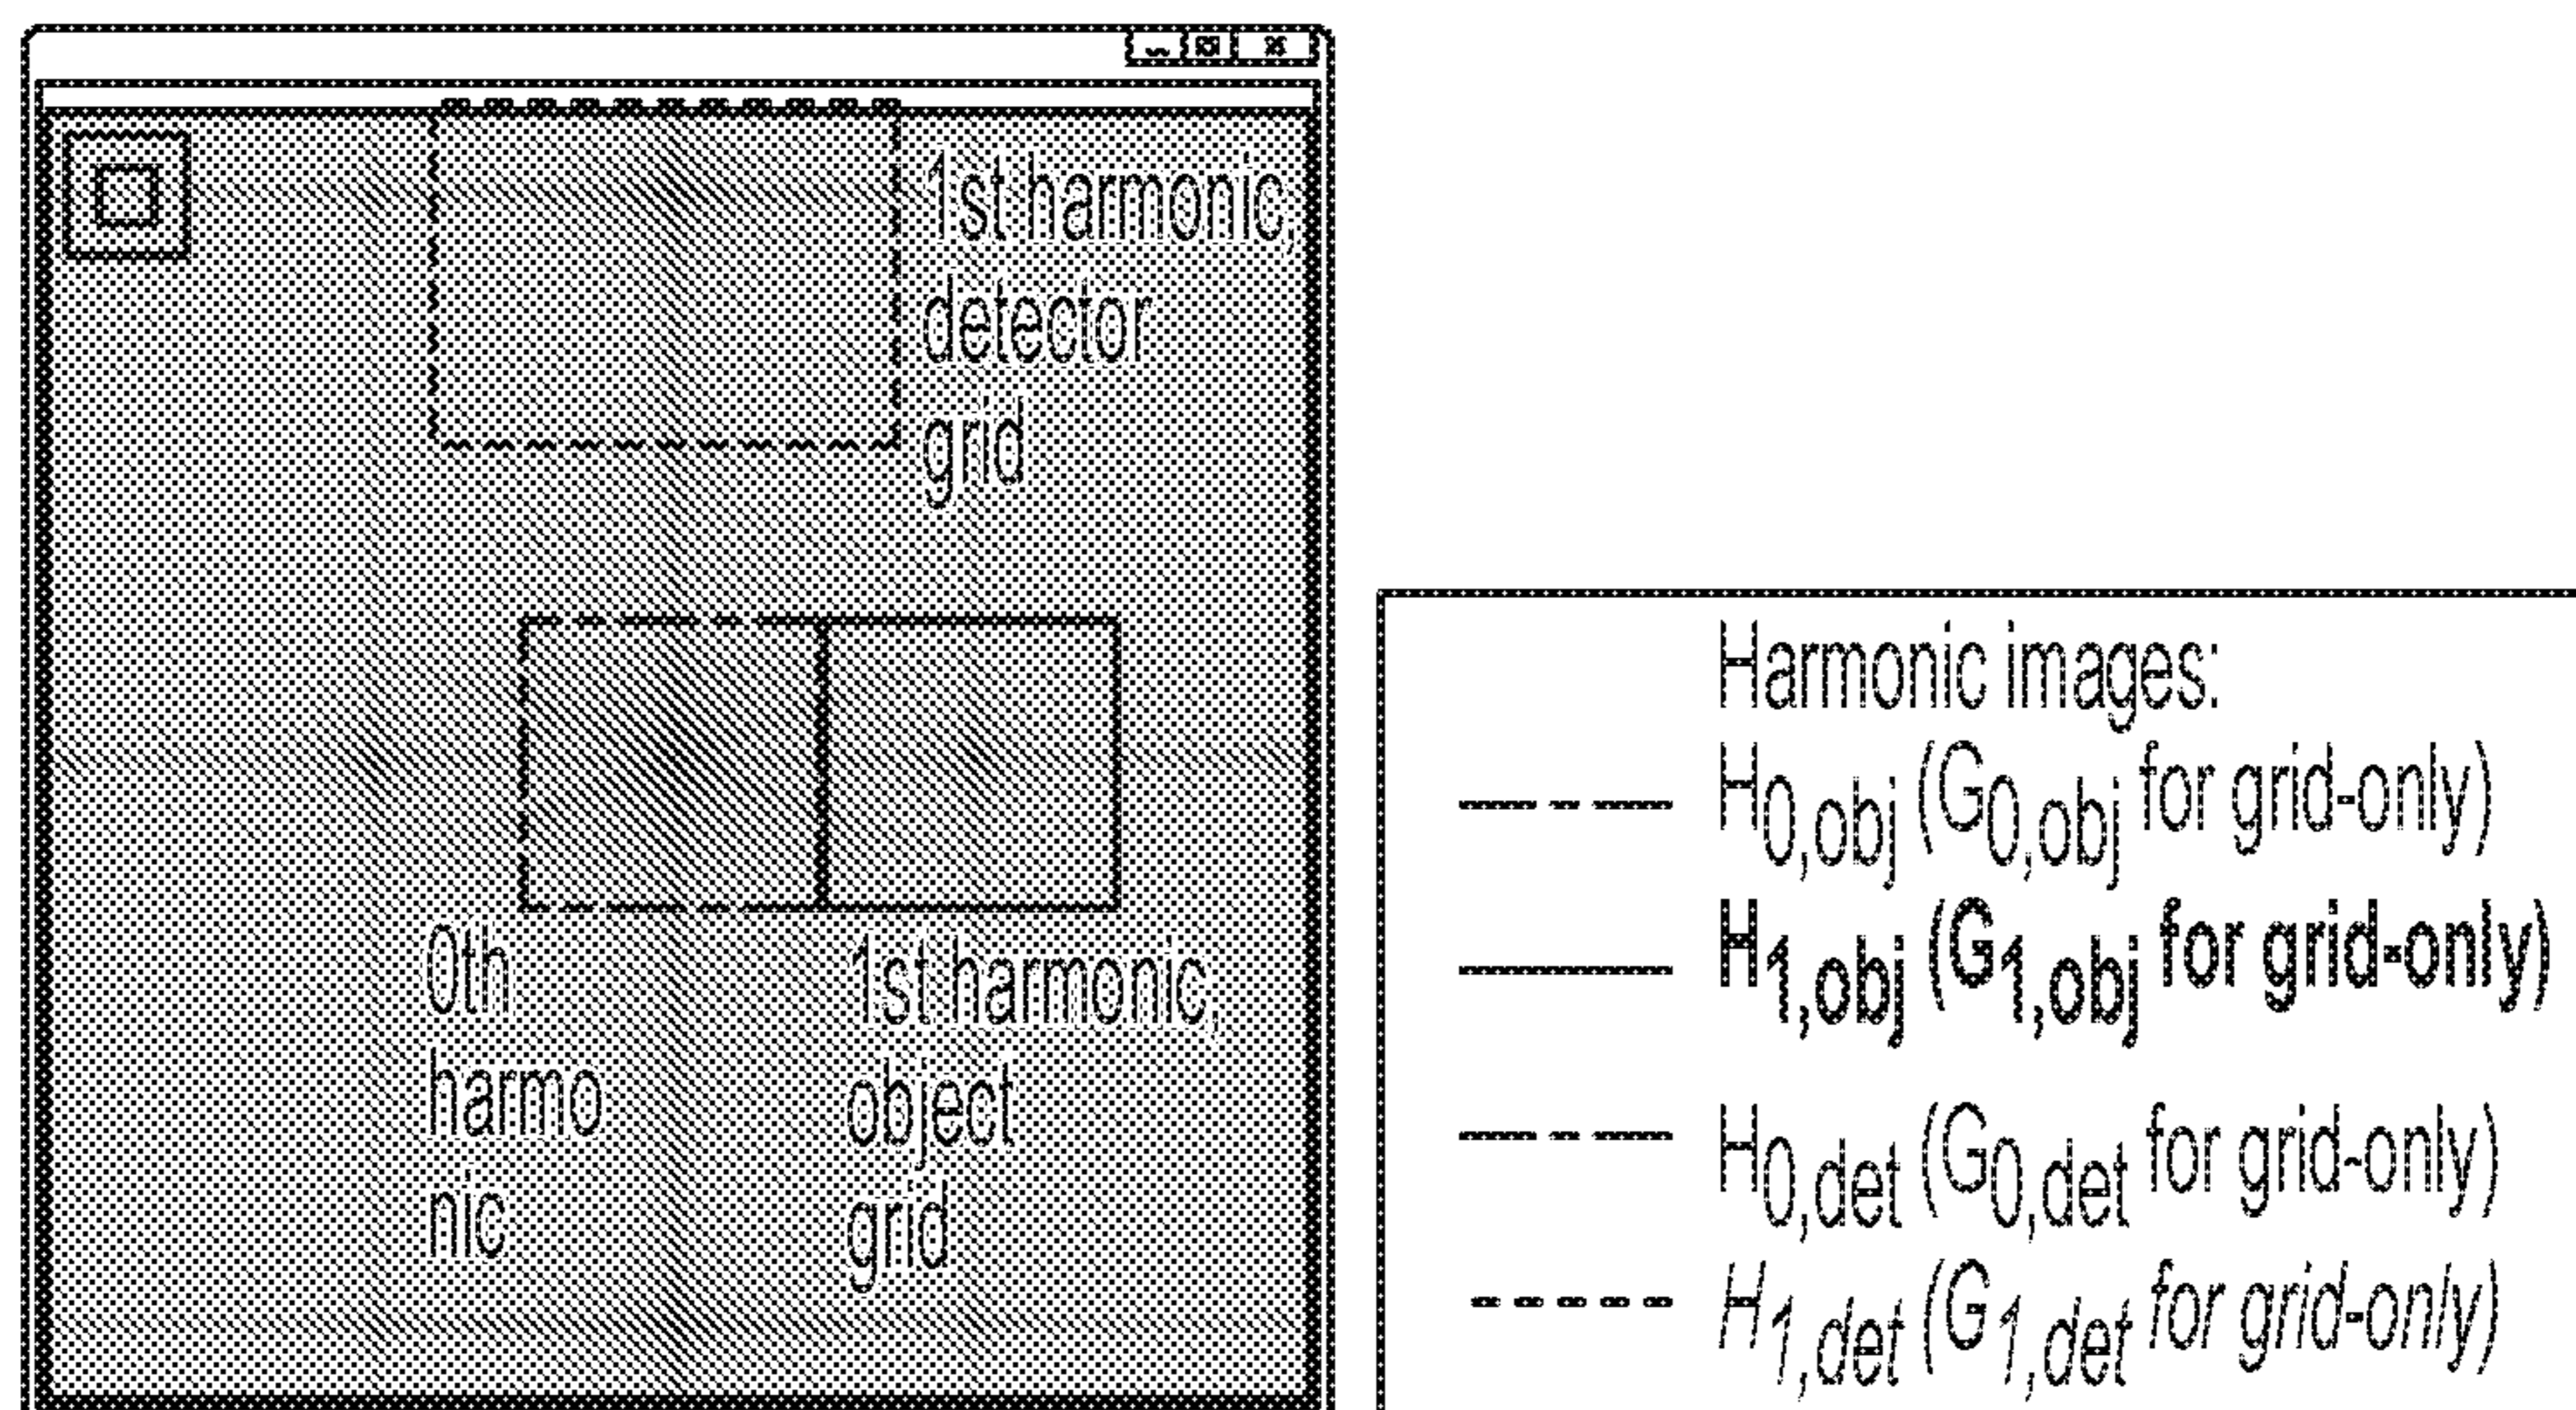 1st harmonic,
detector
grid
0th
harmo
nic
1st harmonic,
object
grid
Harmonic images:
H0,obj (G0,obj for grid-only)
H1,obj (G1,obj for grid-only)
H0,det (G0,det for grid-only)
H1,det (G1,det for grid-only)